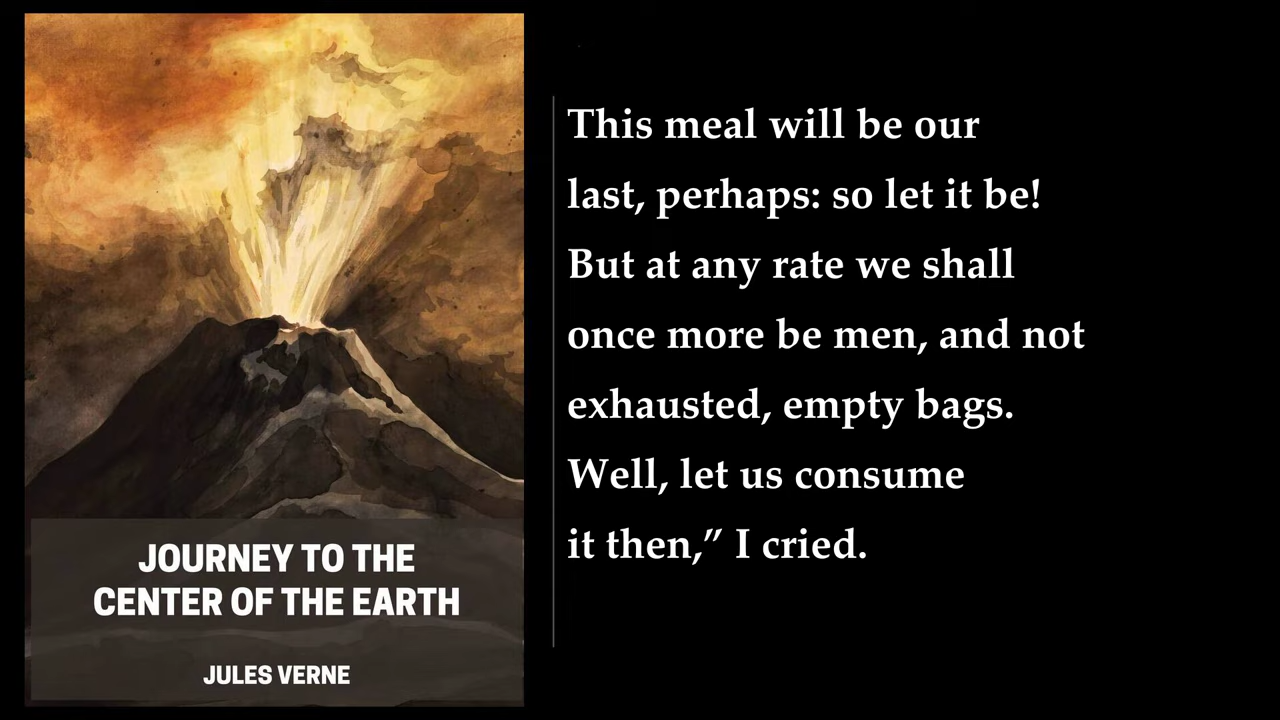 JOURNEY TO THE
CENTER OF THE EARTH
JULES VERNE
This meal will be our
last, perhaps: so let it be!
But at any rate we shall
once more be men, and not
exhausted, empty bags.
Well, let us consume
it then,” I cried.